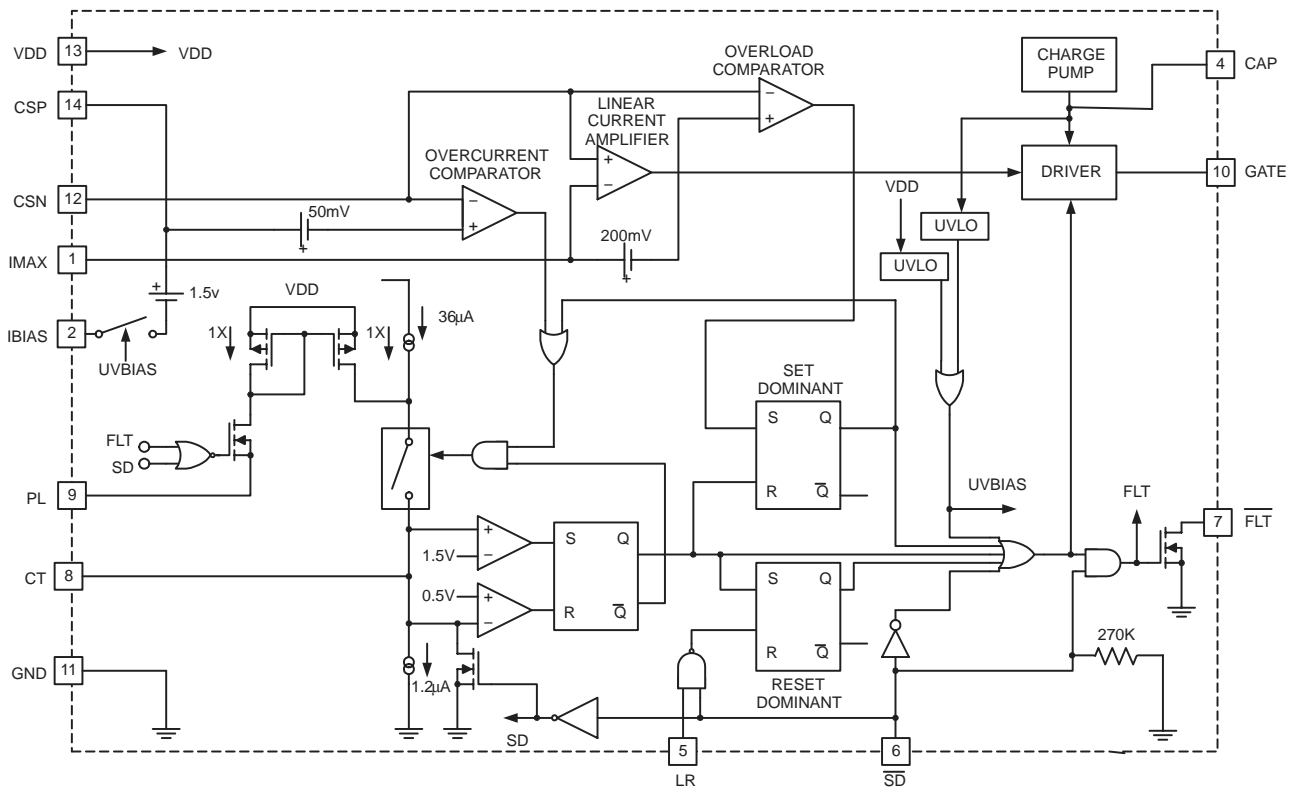 OVERLOAD
COMPARATOR
CHARGE
PUMP
VDD 13 VDD
4 CAP
CSP 14
LINEAR
CURRENT
AMPLIFIER
OVERCURRENT
COMPARATOR
DRIVER
10 GATE
CSN 12
VDD
50mV
UVLO
200mV
IMAX 1
UVLO
1.5v
VDD
IBIAS 2
1X
1X
36µA
UVBIAS
SET
DOMINANT
S Q
FLT
SD
R Q
UVBIAS
FLT
PL 9
7 FLT
S Q
1.5V
CT 8
S Q
0.5V
R Q
270K
R Q
GND 11
1.2µA
RESET
DOMINANT
SD
5
6
LR
SD